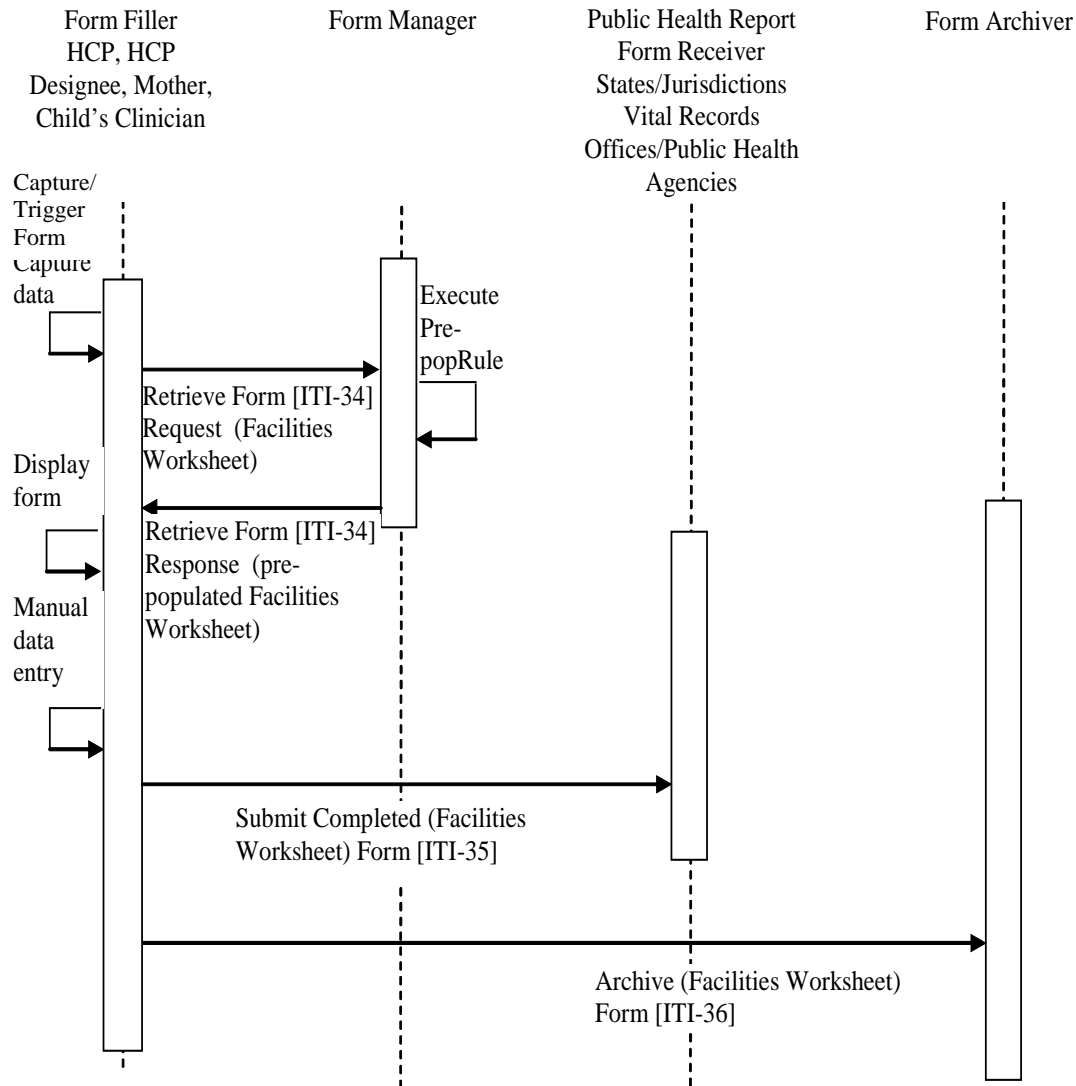 Form Filler
HCP, HCP
Designee, Mother,
Child's Clinician
Form Manager
Public Health Report
Form Receiver
States/Jurisdictions
Vital Records
Offices/Public Health
Agencies
Form Archiver
Capture/
Trigger
Form
Capture
data
Execute
Pre-
popRule
Retrieve Form [ITI-34]
Request (Facilities
Worksheet)
Display
form
Retrieve Form [ITI-34]
Response (pre-
populated Facilities
Worksheet)
Manual
data
entry
Submit Completed (Facilities
Worksheet) Form [ITI-35]
Archive (Facilities Worksheet)
Form [ITI-36]